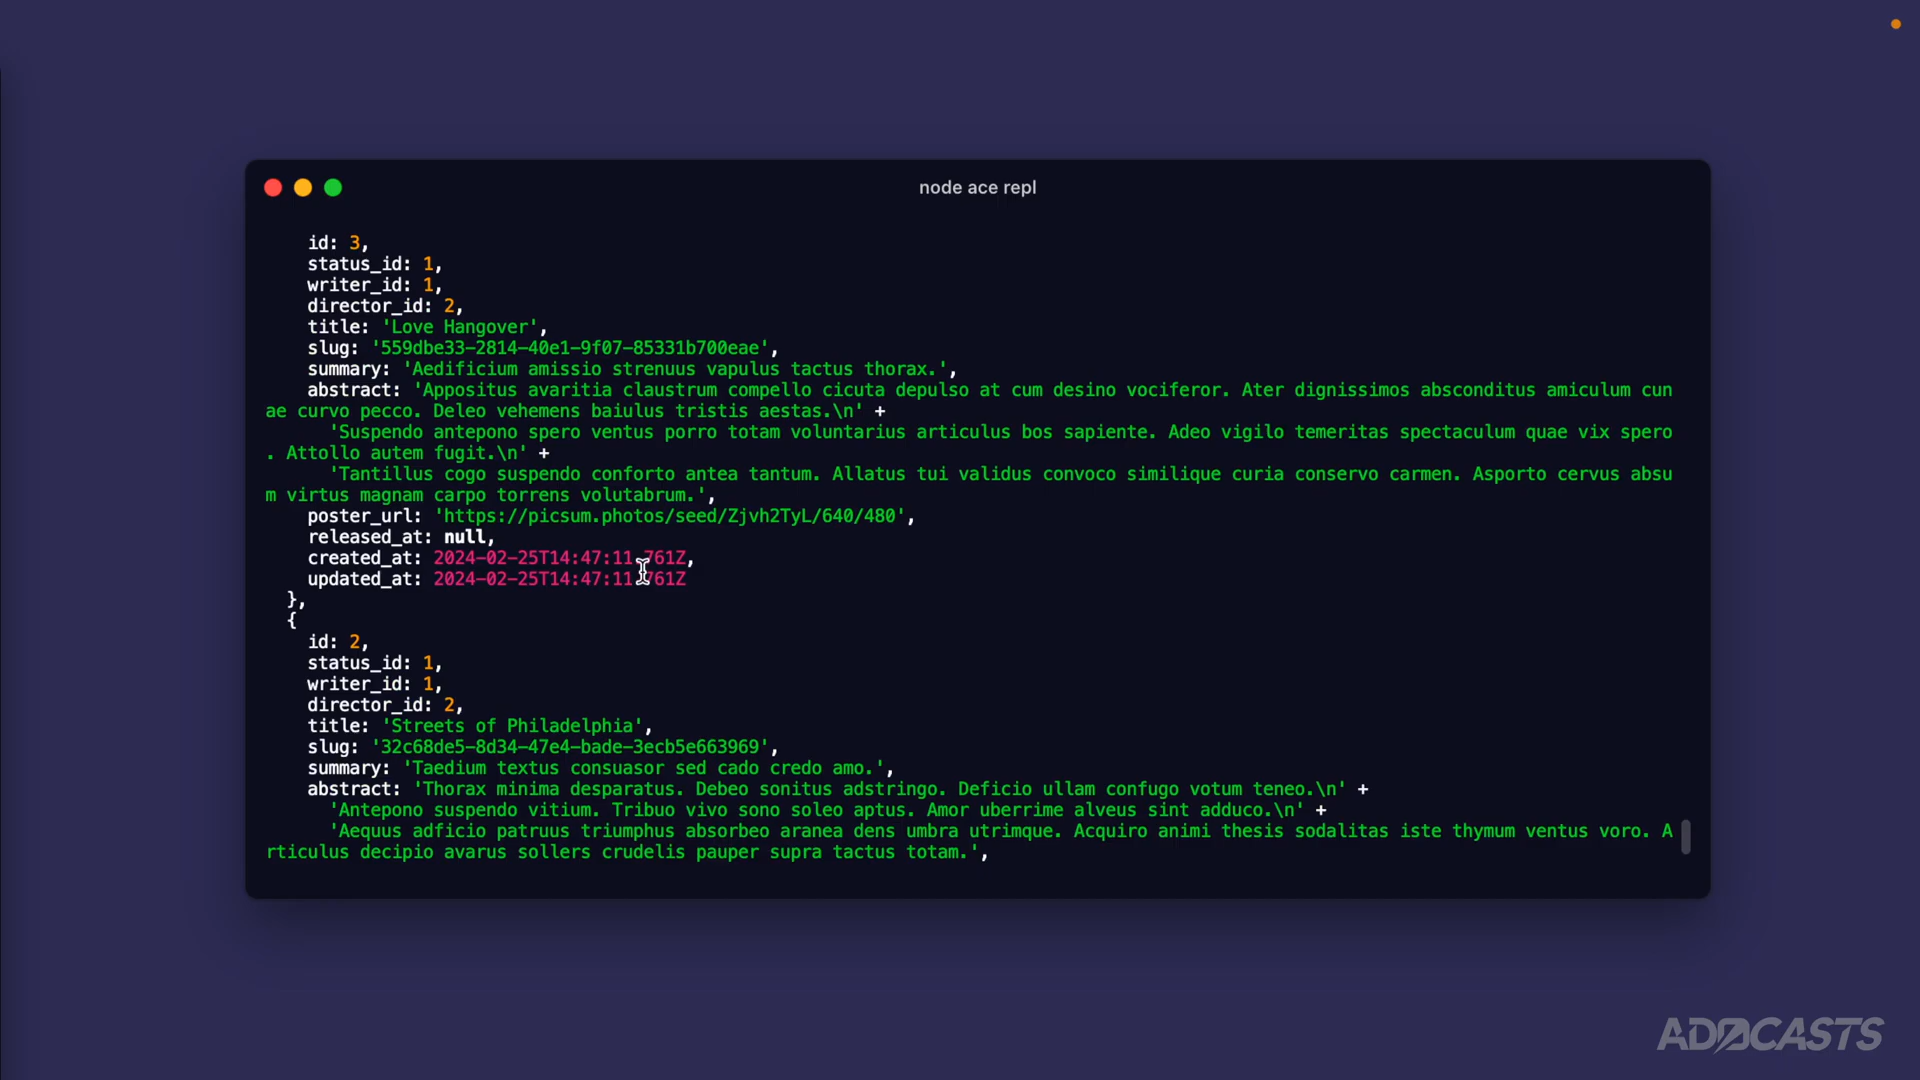 node ace repl
id: 3,
status_id: 1,
writer_id: 1,
director_id: 2,
title: 'Love Hangover',
slug: '559dbe33-2814-40e1-9f07-85331b700eae',
summary: 'Aedificium amissio strenuus vapulus tactus thorax.',
abstract: 'Appositus avaritia claustrum compello cicuta depulso at cum desino vociferor. Ater dignissimos absconditus amiculum cun
ae curvo pecco. Deleo vehemens baiulus tristis aestas.\n' +
'Suspendo antepono spero ventus porro totam voluntarius articulus bos sapiente. Adeo vigilo temeritas spectaculum quae vix spero
. Attollo autem fugit.\n' +
'Tantillus cogo suspendo conforto antea tantum. Allatus tui validus convoco similique curia conservo carmen. Asporto cervus absu
m virtus magnam carpo torrens volutabrum.',
poster_url: 'https://picsum.photos/seed/Zjvh2TyL/640/480',
released_at: null,
created_at: 2024-02-25T14:47:11.761Z,
updated_at: 2024-02-25T14:47:11.761Z
},
{
id: 2,
status_id: 1,
writer_id: 1,
director_id: 2,
title: 'Streets of Philadelphia',
slug: '32c68de5-8d34-47e4-bade-3ecb5e663969',
summary: 'Taedium textus consuasor sed cado credo amo.',
abstract: 'Thorax minima desparatus. Debeo sonitus adstringo. Deficio ullam confugo votum teneo.\n' +
'Antepono suspendo vitium. Tribuo vivo sono soleo aptus. Amor uberrime alveus sint adduco.\n' +
'Aequus adficio patruus triumphus absorbeo aranea dens umbra utrimque. Acquiro animi thesis sodalitas iste thymum ventus voro. A
rticulus decipio avarus sollers crudelis pauper supra tactus totam.',
ADOCASTS